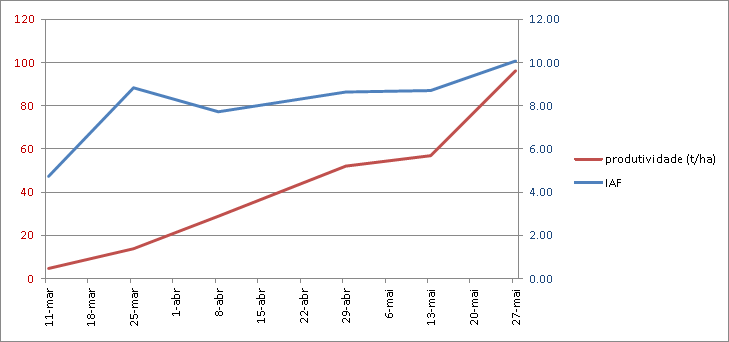 120
100
80
60
40
20
0
12.00
10.00
8.00
6.00
4.00
2.00
0.00
11-mar
18-mar
25-mar
1-abr
8-abr
15-abr
22-abr
29-abr
6-mai
13-mai
20-mai
27-mai
produtividade (t/ha)
IAF